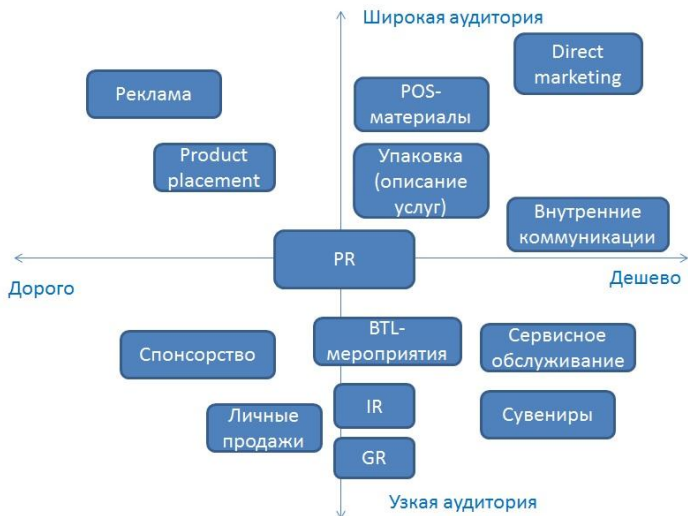 Широкая аудитория
Direct
marketing
Реклама
POS-
материалы
Product
placement
Упаковка
(описание
услуг)
Внутренние
коммуникации
PR
Дорого
Дешево
BTL-
мероприятия
Спонсорство
Сервисное
обслуживание
IR
Личные
продажи
Сувениры
GR
Узкая аудитория